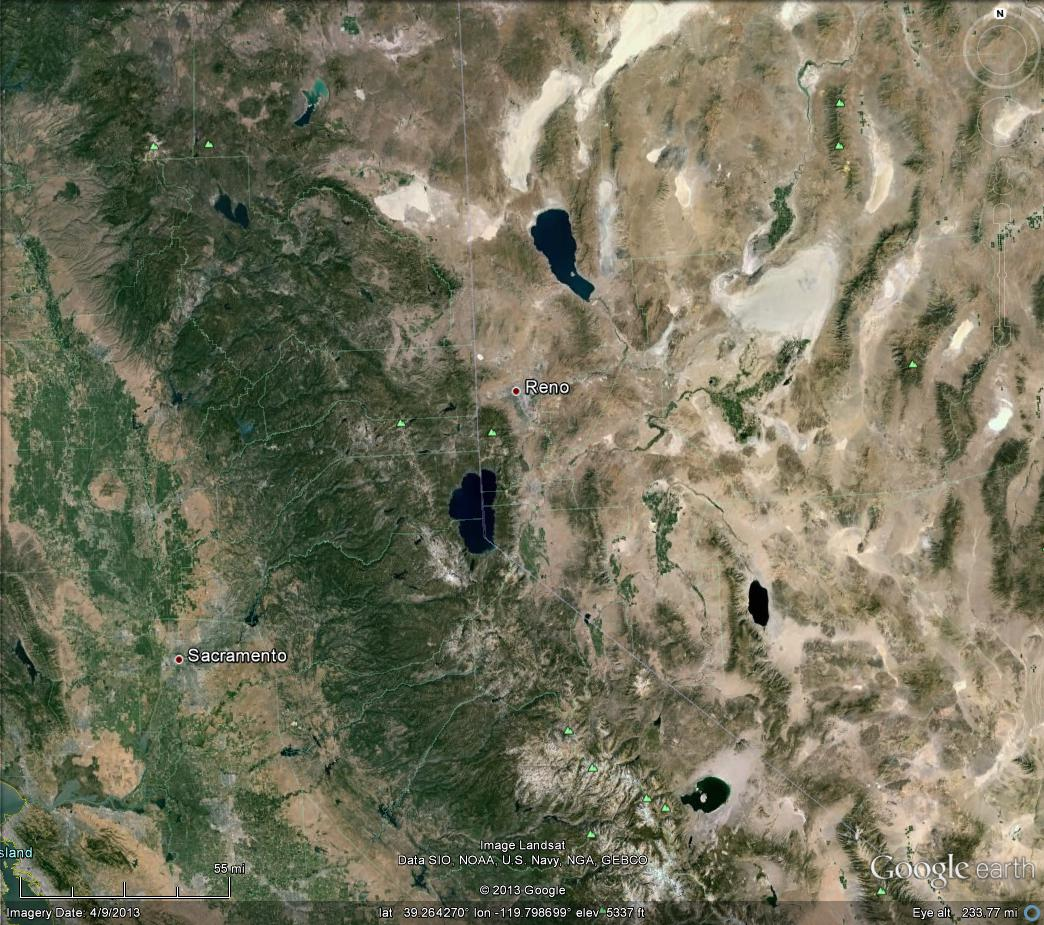 N
Reno
Sacramento
sland
55 mi
Image Landsat
Data SIO, NOAA, U.S. Navy, NGA, GEBCO
© 2013 Google
Google earth
Imagery Date: 4/9/2013
lat 39.264270° lon -119.798699° elev 5337 ft
Eye alt 233.77 mi